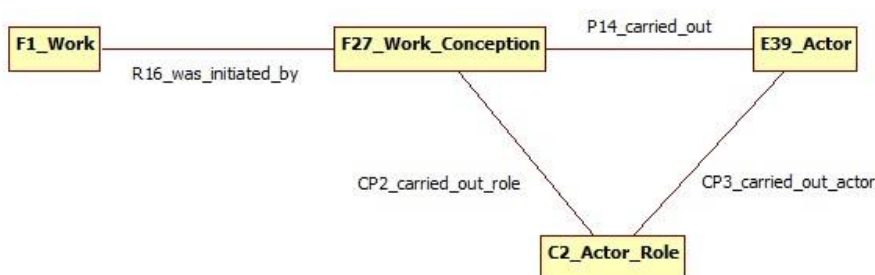 P14_carried_out
F1_Work
F27_Work_Conception
E39_Actor
R16_was_initiated_by
CP2_carried_out_role
CP3_carried_out_actor
C2_Actor_Role